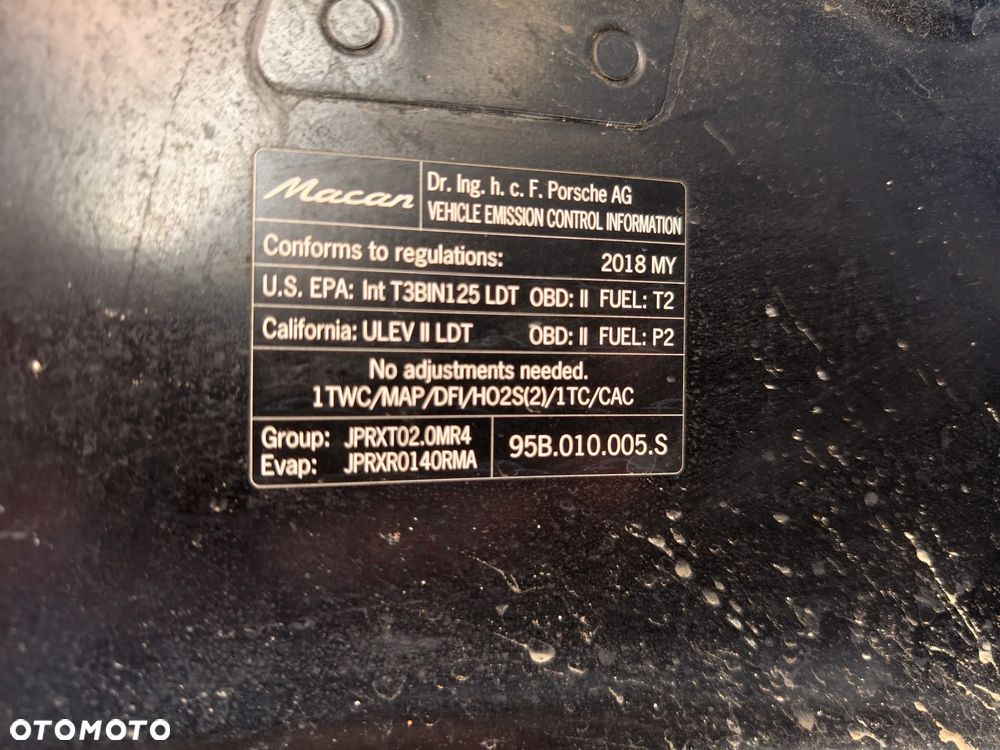 Macan
Dr. Ing. h. c. F. Porsche AG
VEHICLE EMISSION CONTROL INFORMATION
Conforms to regulations: 2018 MY
U.S. EPA: Int T3BIN125 LDT OBD: II FUEL: T2
California: ULEV II LDT OBD: II FUEL: P2
No adjustments needed.
1TWC/MAP/DFI/HO2S(2)/1TC/CAC
Group: JPRXT02.0MR4
Evap: JPRXR0140RMA
95B.010.005.S
OTOMOTO